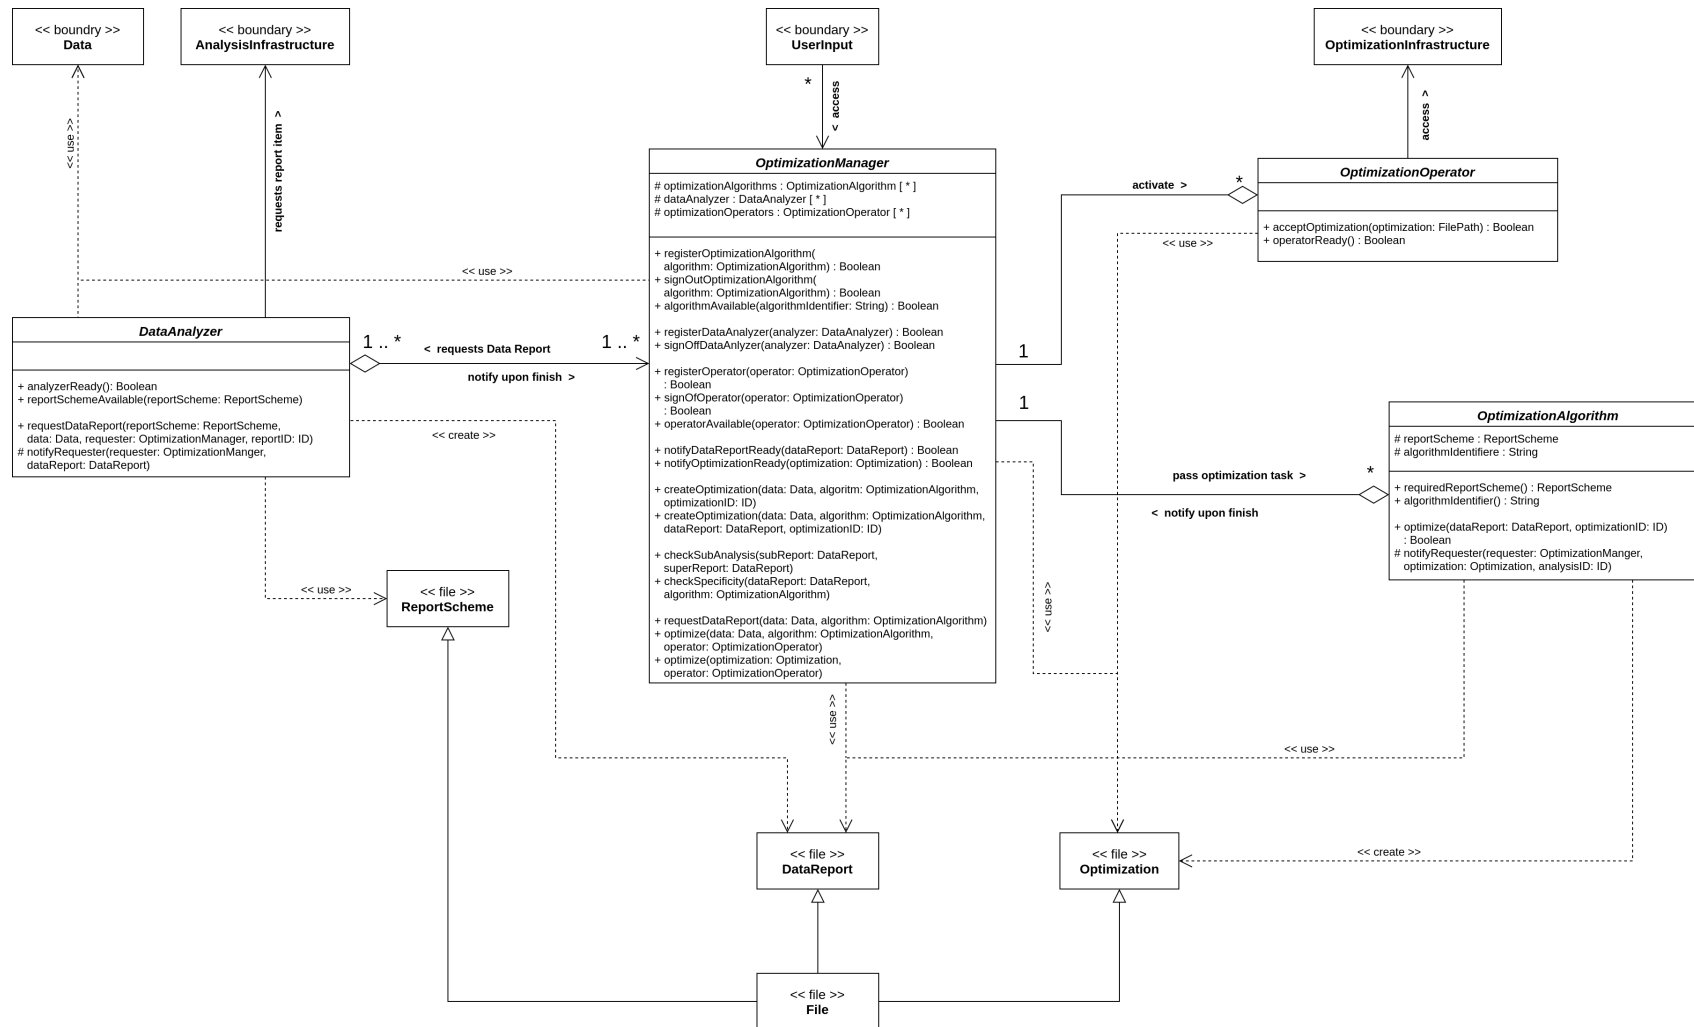 << boundry >>
Data
<< boundary >>
AnalysisInfrastructure
<< boundary >>
UserInput
<< boundary >>
OptimizationInfrastructure
<< use >>
requests report item >
*
< access
access >
OptimizationManager
# optimizationAlgorithms : OptimizationAlgorithm [ * ]
# dataAnalyzer : DataAnalyzer [ * ]
# optimizationOperators : OptimizationOperator [ * ]
+ registerOptimizationAlgorithm(
algorithm: OptimizationAlgorithm) : Boolean
+ signOutOptimizationAlgorithm(
algorithm: OptimizationAlgorithm) : Boolean
+ algorithmAvailable(algorithmIdentifier: String) : Boolean
+ registerDataAnalyzer(analyzer: DataAnalyzer) : Boolean
+ signOffDataAnlyzer(analyzer: DataAnalyzer) : Boolean
+ registerOperator(operator: OptimizationOperator)
: Boolean
+ signOfOperator(operator: OptimizationOperator)
: Boolean
+ operatorAvailable(operator: OptimizationOperator) : Boolean
+ notifyDataReportReady(dataReport: DataReport) : Boolean
+ notifyOptimizationReady(optimization: Optimization) : Boolean
+ createOptimization(data: Data, algoritm: OptimizationAlgorithm,
optimizationID: ID)
+ createOptimization(data: Data, algorithm: OptimizationAlgorithm,
dataReport: DataReport, optimizationID: ID)
+ checkSubAnalysis(subReport: DataReport,
superReport: DataReport)
+ checkSpecificity(dataReport: DataReport,
algorithm: OptimizationAlgorithm)
+ requestDataReport(data: Data, algorithm: OptimizationAlgorithm)
+ optimize(data: Data, algorithm: OptimizationAlgorithm,
operator: OptimizationOperator)
+ optimize(optimization: Optimization,
operator: OptimizationOperator)
OptimizationOperator
+ acceptOptimization(optimization: FilePath) : Boolean
+ operatorReady() : Boolean
activate >
*
<< use >>
<< use >>
DataAnalyzer
+ analyzerReady(): Boolean
+ reportSchemeAvailable(reportScheme: ReportScheme)
+ requestDataReport(reportScheme: ReportScheme,
data: Data, requester: OptimizationManager, reportID: ID)
# notifyRequester(requester: OptimizationManger,
dataReport: DataReport)
1 .. *
< requests Data Report
1 .. *
notify upon finish >
1
1
<< create >>
OptimizationAlgorithm
# reportScheme : ReportScheme
# algorithmIdentifiere : String
+ requiredReportScheme() : ReportScheme
+ algorithmIdentifier() : String
+ optimize(dataReport: DataReport, optimizationID: ID)
: Boolean
# notifyRequester(requester: OptimizationManger,
optimization: Optimization, analysisID: ID)
pass optimization task >
*
< notify upon finish
<< use >>
<< file >>
ReportScheme
<< use >>
<< use >>
<< use >>
<< file >>
DataReport
<< file >>
Optimization
<< create >>
<< file >>
File